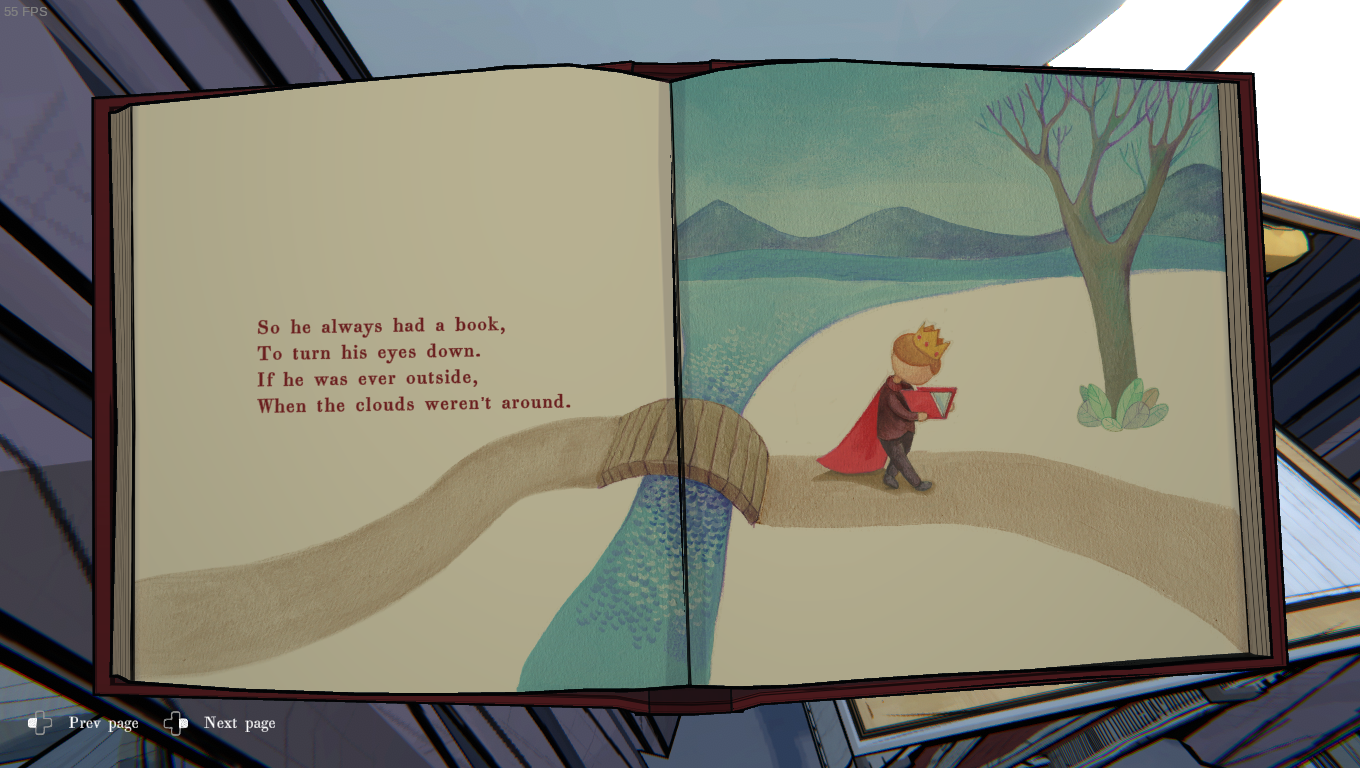 55 FPS
So he always had a book,
To turn his eyes down.
If he was ever outside,
When the clouds weren't around.
Prev page
Next page